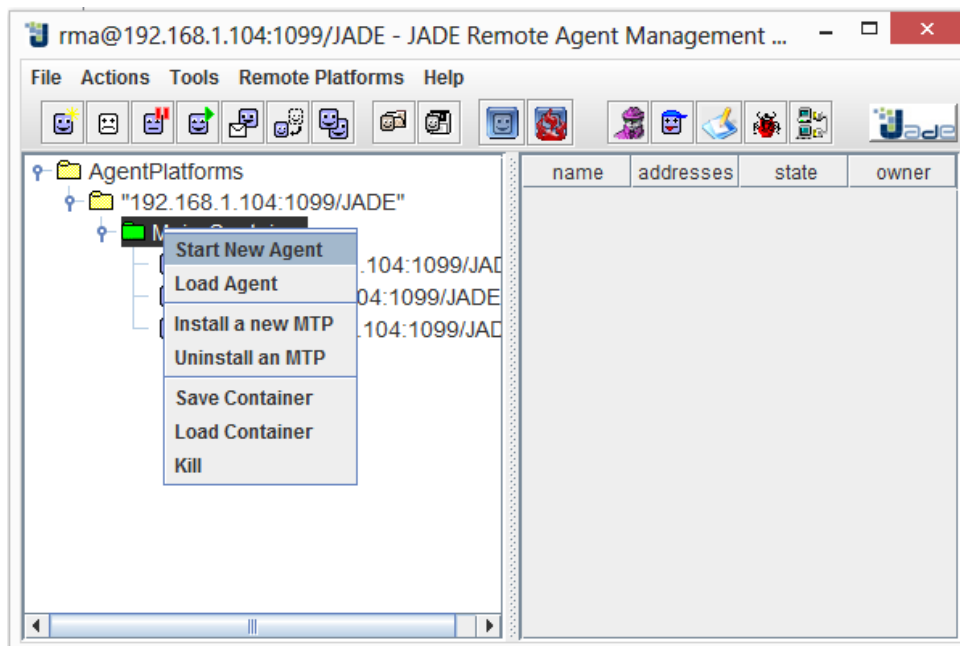 rma@192.168.1.104:1099/JADE - JADE Remote Agent Management ...
File Actions Tools Remote Platforms Help
Jade
AgentPlatforms
"192.168.1.104:1099/JADE"
name addresses state owner
Start New Agent
.104:1099/JAD
Load Agent
04:1099/JADE
Install a new MTP
.104:1099/JAD
Uninstall an MTP
Save Container
Load Container
Kill